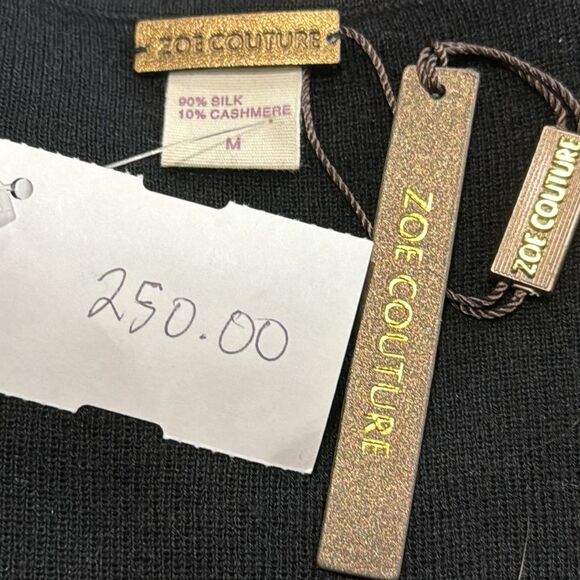 ZOE COUTURE
90% SILK
10% CASHMERE
M
250.00
ZOE COUTURE
ZOE COUTURE